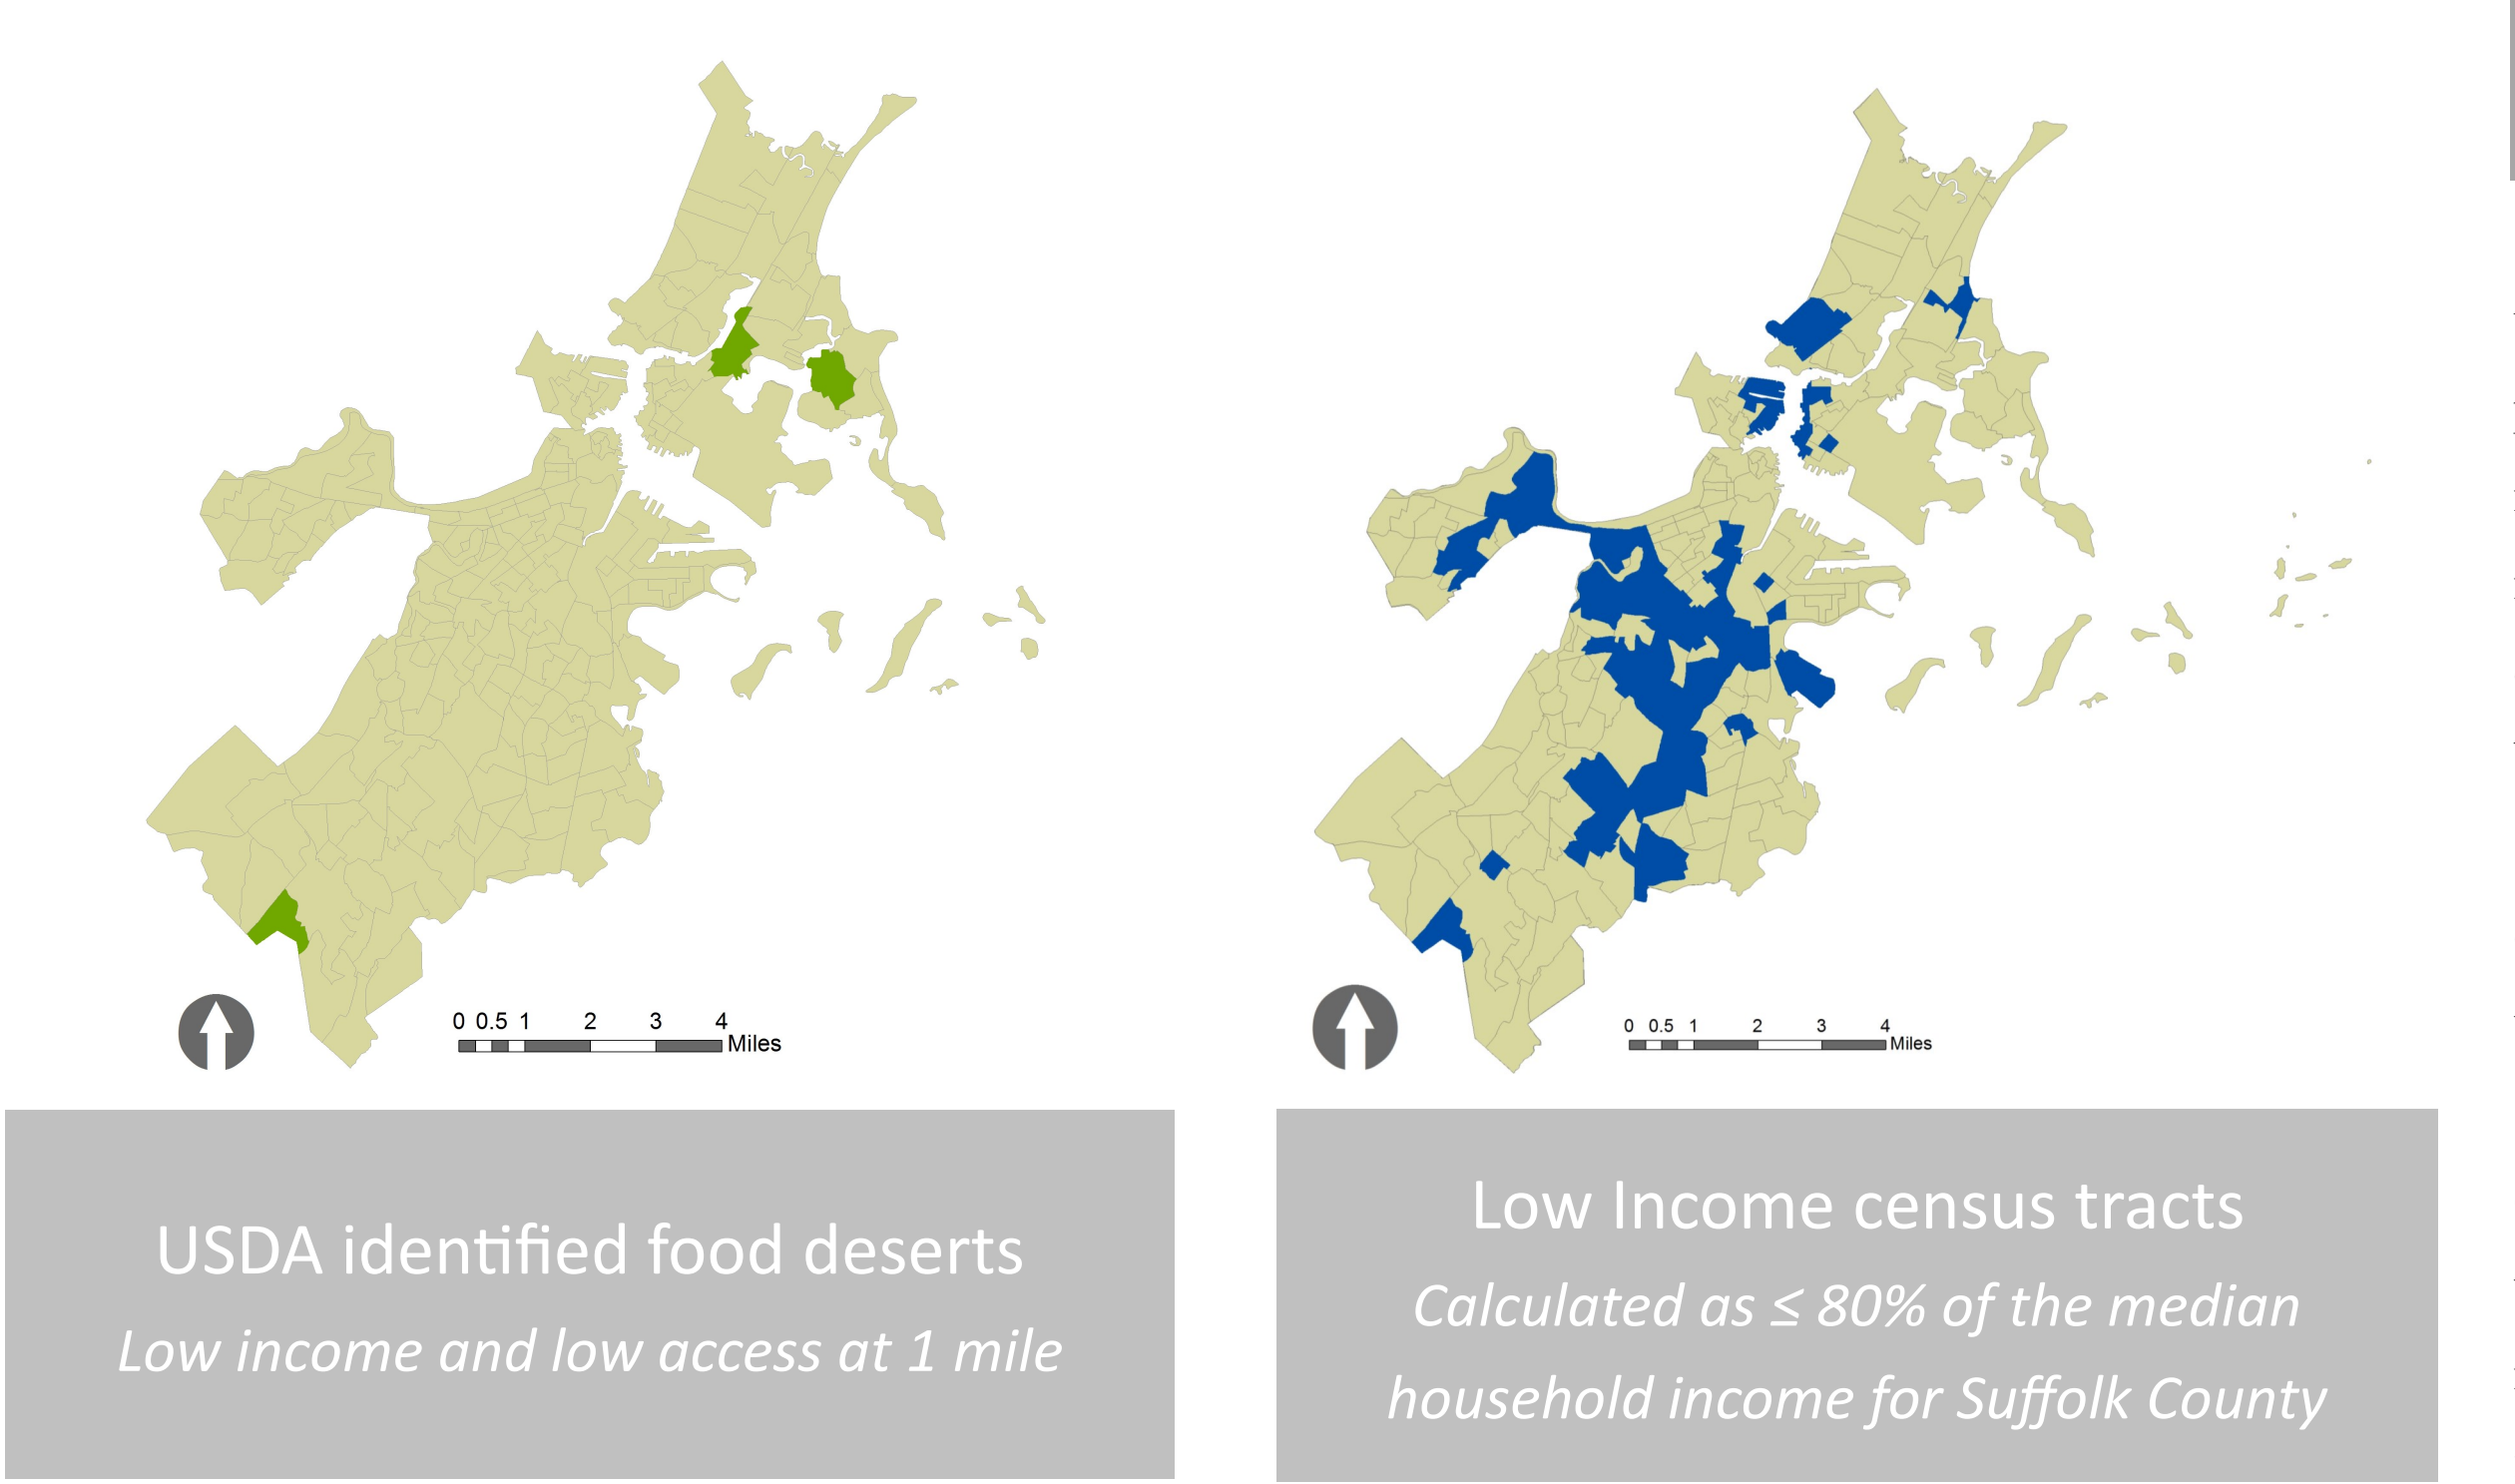 0 0.5 1 2 3 4
Miles
USDA identified food deserts
Low income and low access at 1 mile
0 0.5 1 2 3 4
Miles
Low Income census tracts
Calculated as ≤ 80% of the median
household income for Suffolk County